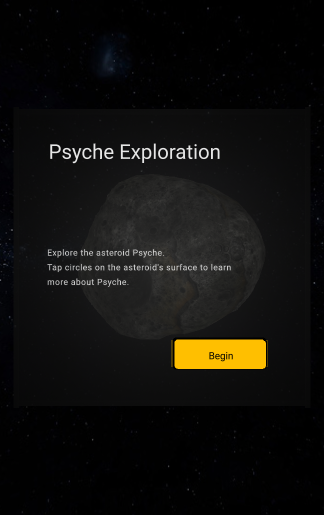 Psyche Exploration
Explore the asteroid Psyche.
Tap circles on the asteroid's surface to learn
more about Psyche.
Begin